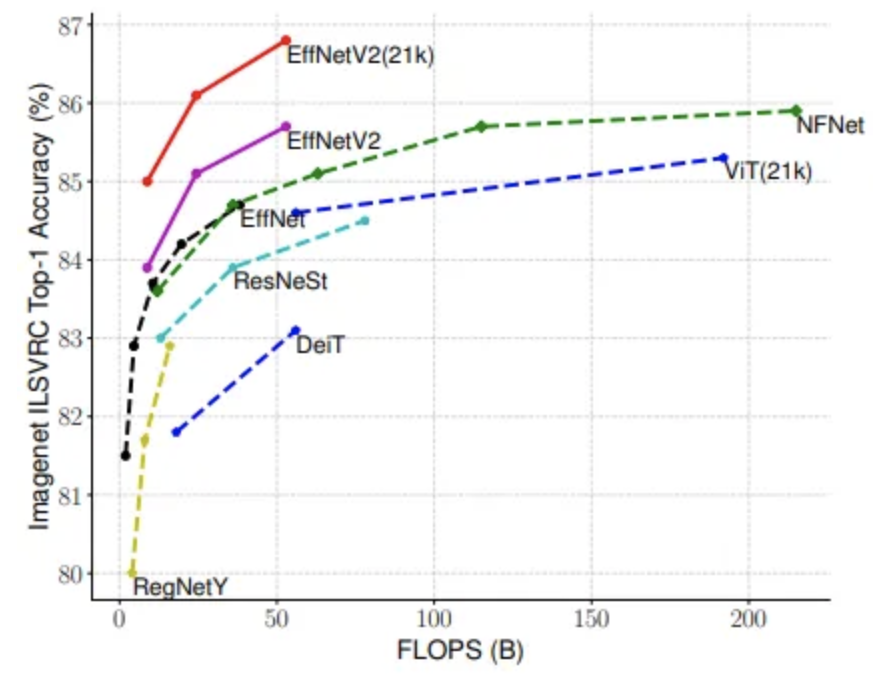 87
EffNetV2(21k)
86
EffNetV2
NFNet
85
ViT(21k)
EffNet
84
ResNeSt
83
DeiT
82
81
80
RegNetY
0
50
100
150
200
FLOPS (B)
Imagenet ILSVRC Top-1 Accuracy (%)